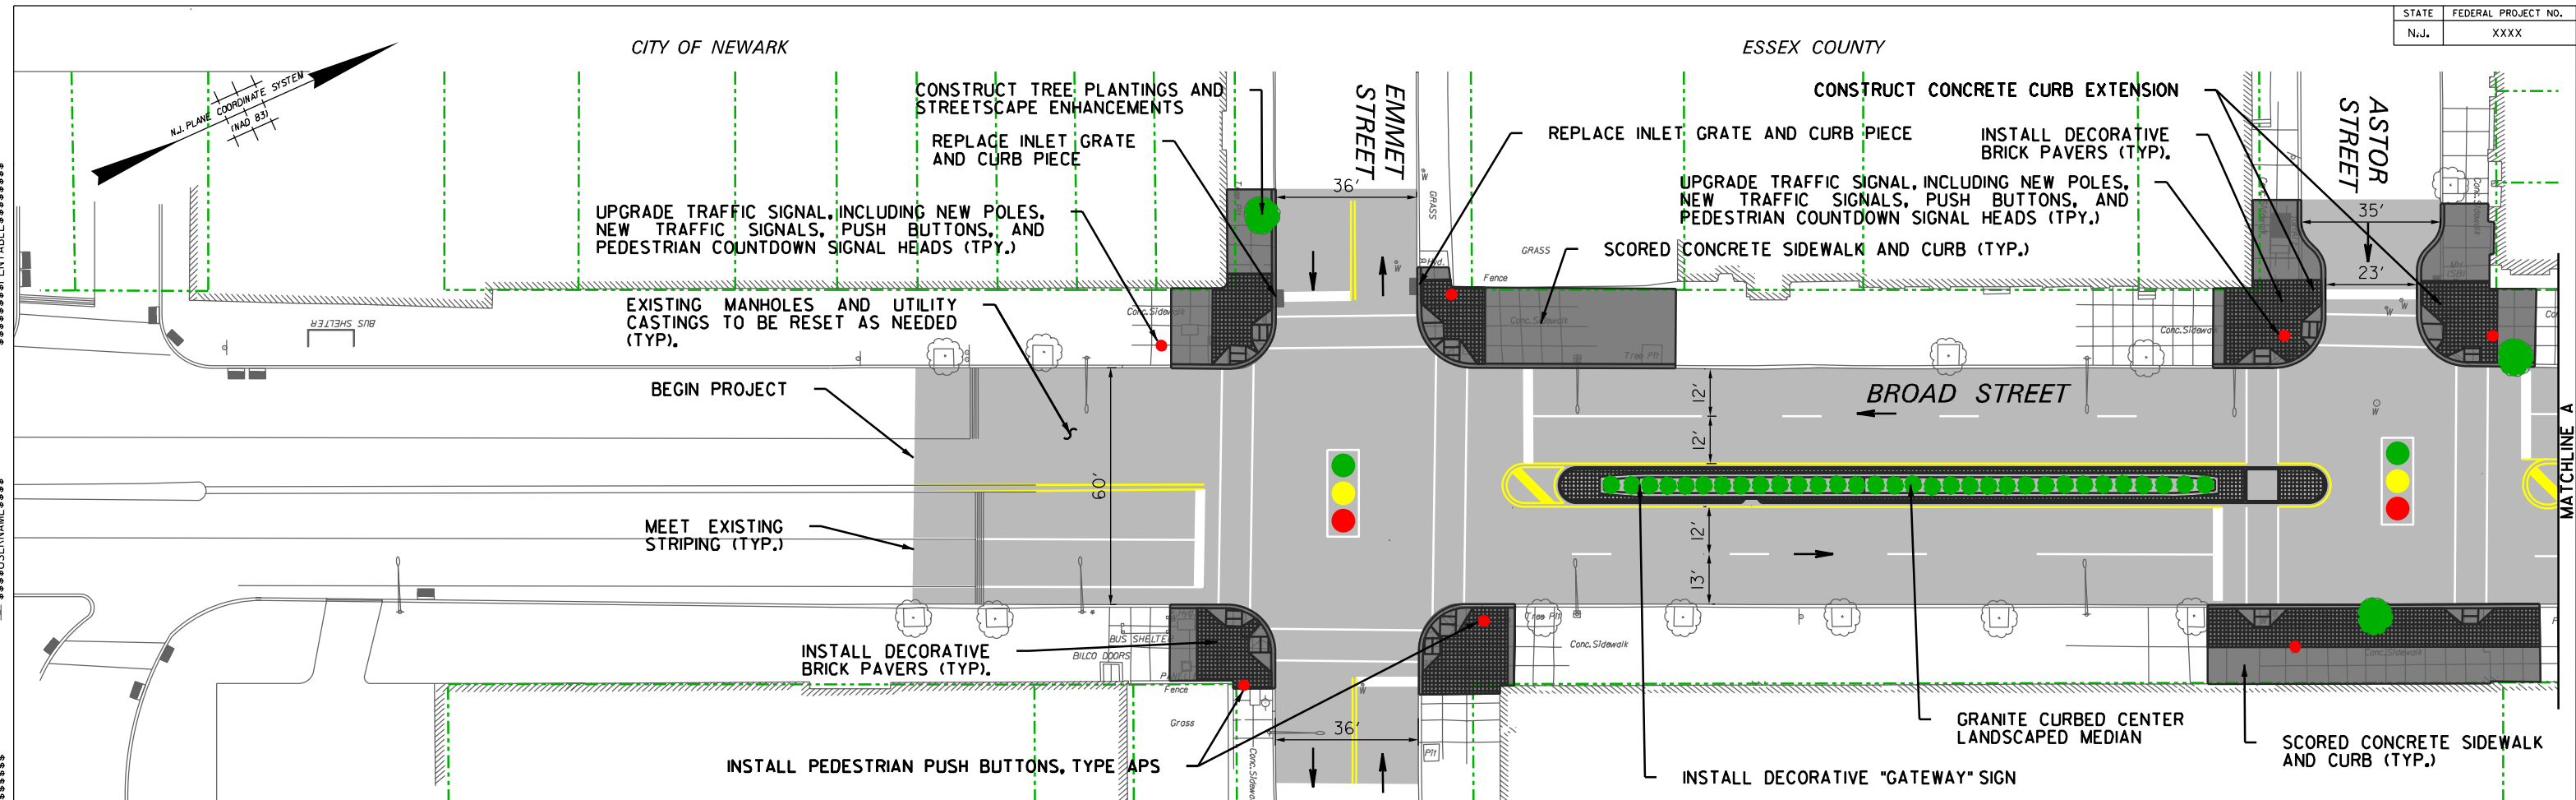 STATE FEDERAL PROJECT NO.
N.J. XXXX
CITY OF NEWARK
ESSEX COUNTY
N.J. PLANE COORDINATE SYSTEM
(NAD 83)
CONSTRUCT TREE PLANTINGS AND
STREETSCAPE ENHANCEMENTS
REPLACE INLET GRATE
AND CURB PIECE
UPGRADE TRAFFIC SIGNAL, INCLUDING NEW POLES,
NEW TRAFFIC SIGNALS, PUSH BUTTONS, AND
PEDESTRIAN COUNTDOWN SIGNAL HEADS (TPY.)
EXISTING MANHOLES AND UTILITY
CASTINGS TO BE RESET AS NEEDED
(TYP).
BUS SHELTER
BEGIN PROJECT
MEET EXISTING
STRIPING (TYP.)
60'
EMMET
STREET
36'
REPLACE INLET GRATE AND CURB PIECE
SCORED CONCRETE SIDEWALK AND CURB (TYP.)
GRASS
GRASS
Hyd.
Fence
W
W
Conc.Sidewalk
Conc.Sidewalk
Tree Pit
CONSTRUCT CONCRETE CURB EXTENSION
INSTALL DECORATIVE
BRICK PAVERS (TYP).
UPGRADE TRAFFIC SIGNAL, INCLUDING NEW POLES,
NEW TRAFFIC SIGNALS, PUSH BUTTONS, AND
PEDESTRIAN COUNTDOWN SIGNAL HEADS (TPY.)
ASTOR
STREET
35'
23'
Conc.Sidewalk
W
W
W
BROAD STREET
12'
12'
12'
13'
MATCHLINE A
INSTALL DECORATIVE
BRICK PAVERS (TYP).
BUS SHELTER
BILCO DOORS
Fence
Grass
W
36'
Pit
Tree Pit
Conc.Sidewalk
Conc.Sidewalk
INSTALL PEDESTRIAN PUSH BUTTONS, TYPE APS
INSTALL DECORATIVE "GATEWAY" SIGN
GRANITE CURBED CENTER
LANDSCAPED MEDIAN
SCORED CONCRETE SIDEWALK
AND CURB (TYP.)